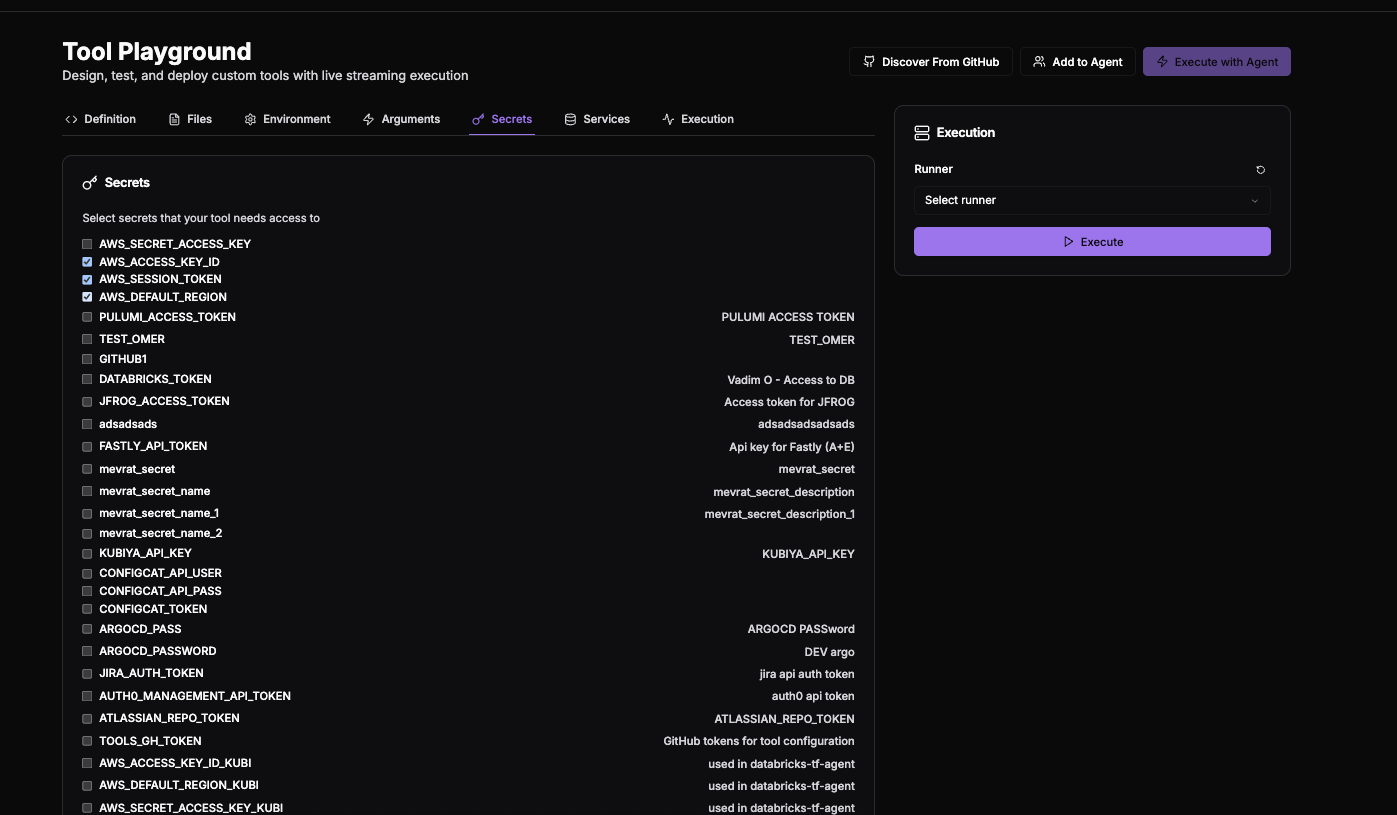 Tool Playground
Design, test, and deploy custom tools with live streaming execution
Discover From GitHub
Add to Agent
Execute with Agent
Definition
Files
Environment
Arguments
Secrets
Services
Execution
Secrets
Select secrets that your tool needs access to
AWS_SECRET_ACCESS_KEY
AWS_ACCESS_KEY_ID
AWS_SESSION_TOKEN
AWS_DEFAULT_REGION
PULUMI_ACCESS_TOKEN PULUMI ACCESS TOKEN
TEST_OMER TEST_OMER
GITHUB1
DATABRICKS_TOKEN Vadim O - Access to DB
JFROG_ACCESS_TOKEN Access token for JFROG
adsadsads adsadsadsadsads
FASTLY_API_TOKEN Api key for Fastly (A+E)
mevrat_secret mevrat_secret
mevrat_secret_name mevrat_secret_description
mevrat_secret_name_1 mevrat_secret_description_1
mevrat_secret_name_2
KUBIYA_API_KEY KUBIYA_API_KEY
CONFIGCAT_API_USER
CONFIGCAT_API_PASS
CONFIGCAT_TOKEN
ARGOCD_PASS ARGOCD PASSword
ARGOCD_PASSWORD DEV argo
JIRA_AUTH_TOKEN jira api auth token
AUTH0_MANAGEMENT_API_TOKEN auth0 api token
ATLASSIAN_REPO_TOKEN ATLASSIAN_REPO_TOKEN
TOOLS_GH_TOKEN GitHub tokens for tool configuration
AWS_ACCESS_KEY_ID_KUBI used in databricks-tf-agent
AWS_DEFAULT_REGION_KUBI used in databricks-tf-agent
AWS_SECRET_ACCESS_KEY_KUBI used in databricks-tf-agent
Execution
Runner
Select runner
Execute